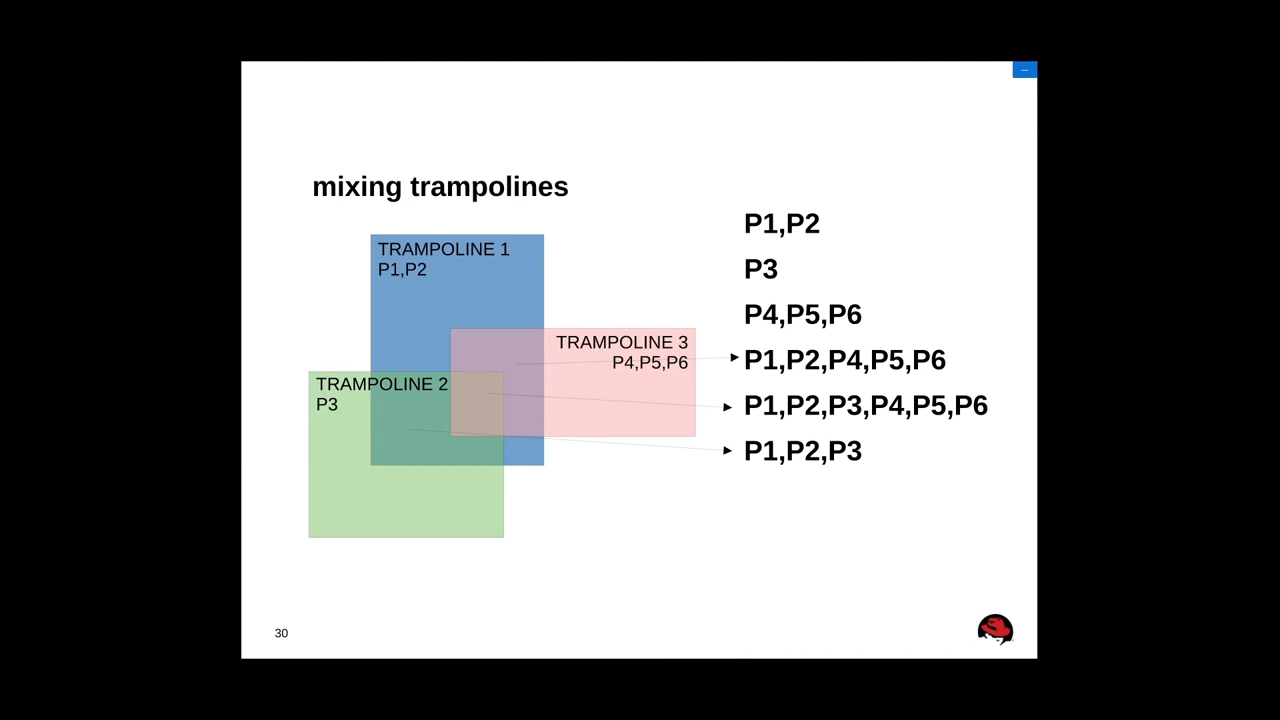 mixing trampolines
TRAMPOLINE 1
P1,P2
TRAMPOLINE 3
P4,P5,P6
TRAMPOLINE 2
P3
P1,P2
P3
P4,P5,P6
P1,P2,P4,P5,P6
P1,P2,P3,P4,P5,P6
P1,P2,P3
30